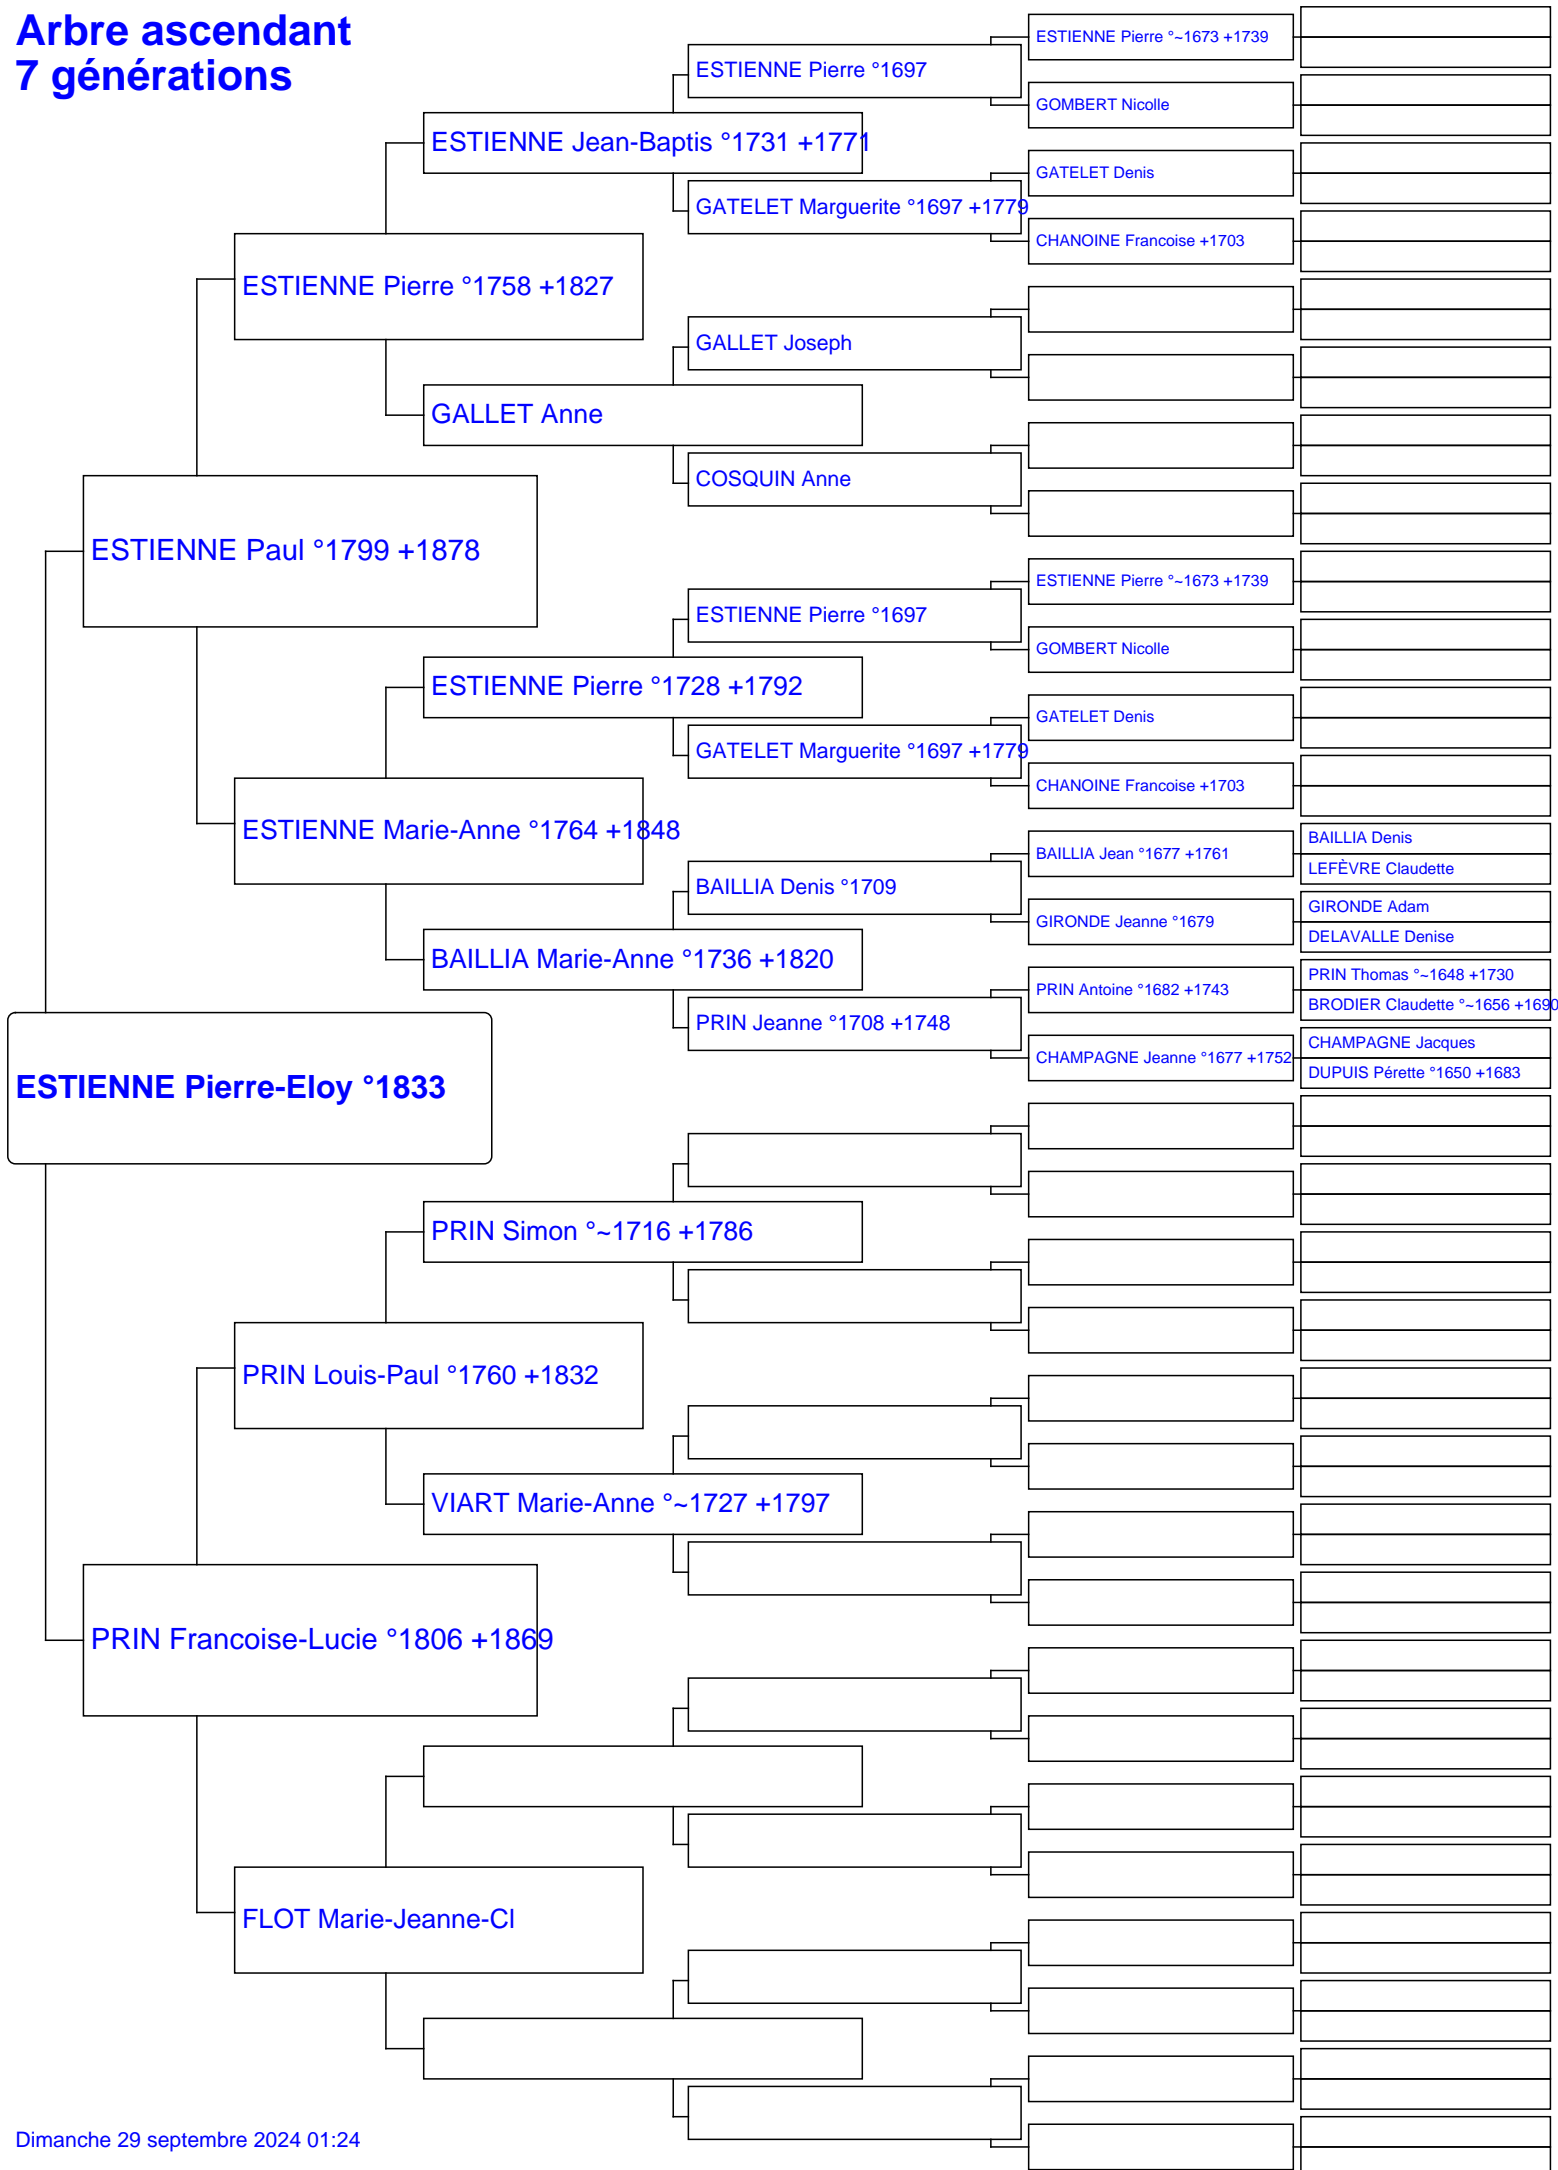 Arbre ascendant
7 générations
ESTIENNE Pierre-Eloy °1833
ESTIENNE Paul °1799 +1878
PRIN Francoise-Lucie °1806 +1869
ESTIENNE Pierre °1758 +1827
ESTIENNE Marie-Anne °1764 +1848
PRIN Louis-Paul °1760 +1832
FLOT Marie-Jeanne-Cl
ESTIENNE Jean-Baptis °1731 +1771
GALLET Anne
ESTIENNE Pierre °1728 +1792
BAILLIA Marie-Anne °1736 +1820
PRIN Simon °~1716 +1786
VIART Marie-Anne °~1727 +1797
ESTIENNE Pierre °1697
GATELET Marguerite °1697 +1779
GALLET Joseph
COSQUIN Anne
ESTIENNE Pierre °1697
GATELET Marguerite °1697 +1779
BAILLIA Denis °1709
PRIN Jeanne °1708 +1748
ESTIENNE Pierre °~1673 +1739
GOMBERT Nicolle
GATELET Denis
CHANOINE Francoise +1703
ESTIENNE Pierre °~1673 +1739
GOMBERT Nicolle
GATELET Denis
CHANOINE Francoise +1703
BAILLIA Jean °1677 +1761
GIRONDE Jeanne °1679
PRIN Antoine °1682 +1743
CHAMPAGNE Jeanne °1677 +1752
BAILLIA Denis
LEFÈVRE Claudette
GIRONDE Adam
DELAVALLE Denise
PRIN Thomas °~1648 +1730
BRODIER Claudette °~1656 +1690
CHAMPAGNE Jacques
DUPUIS Pérette °1650 +1683
Dimanche 29 septembre 2024 01:24